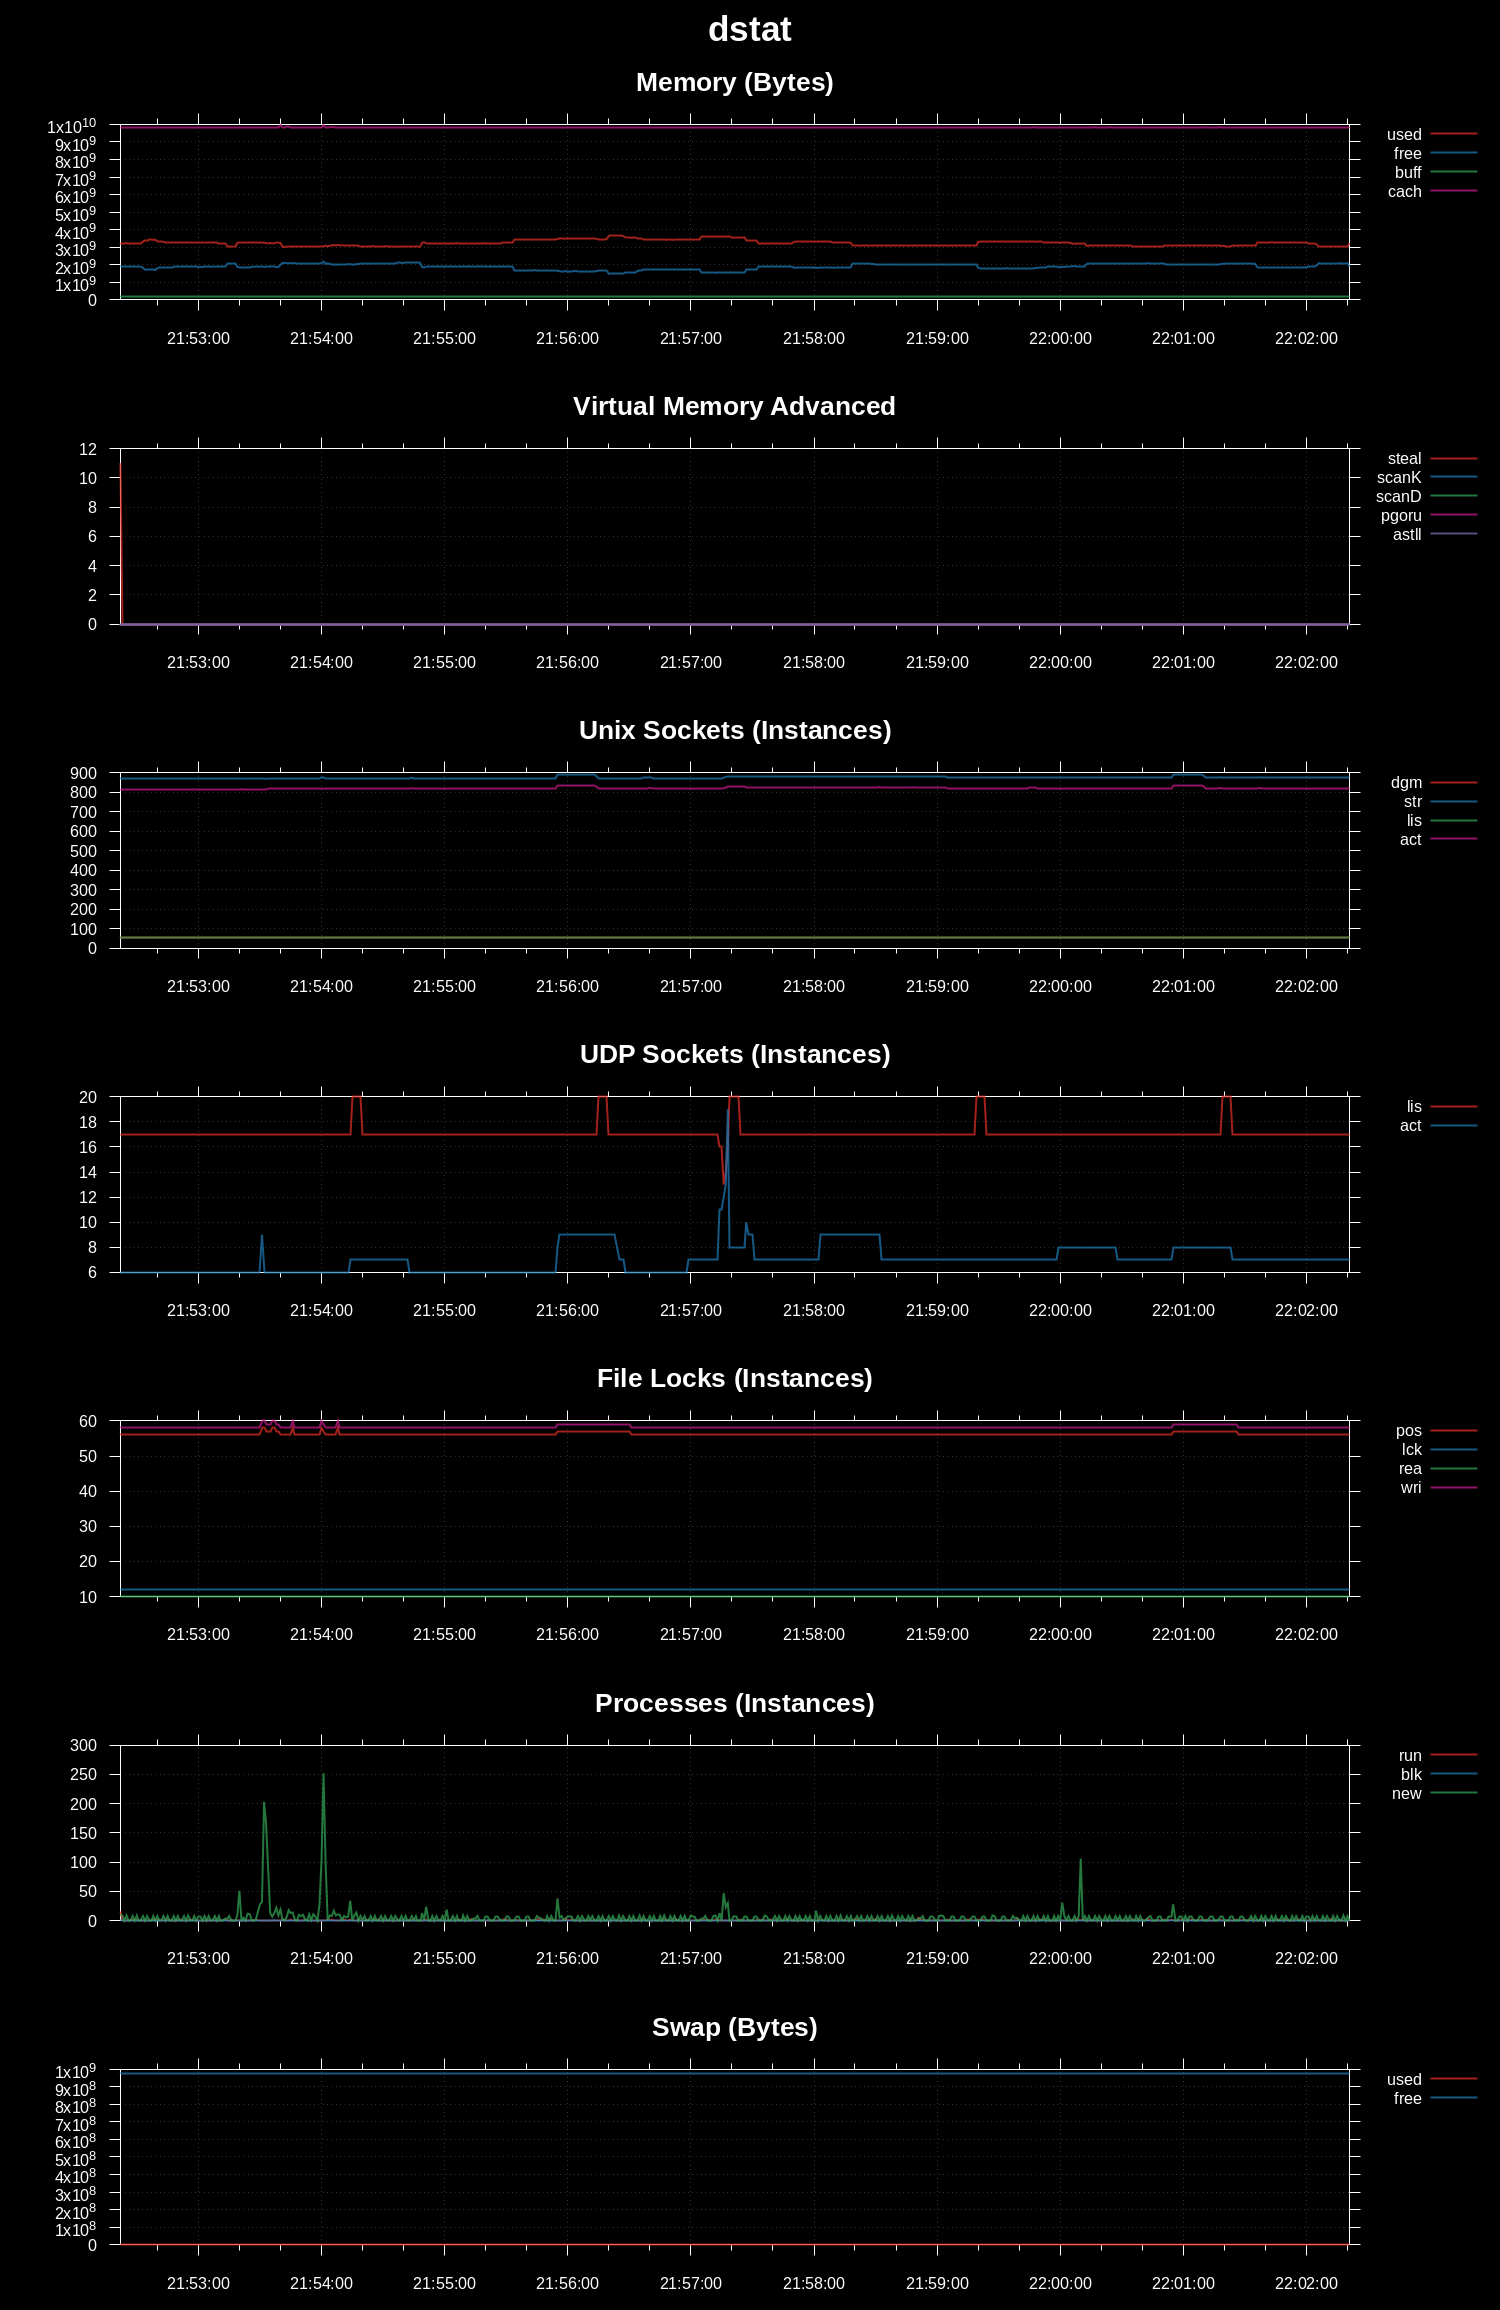 dstat
Memory (Bytes)
1x10^10
9x10^9
8x10^9
7x10^9
6x10^9
5x10^9
4x10^9
3x10^9
2x10^9
1x10^9
0
21:53:00 21:54:00 21:55:00 21:56:00 21:57:00 21:58:00 21:59:00 22:00:00 22:01:00 22:02:00
used
free
buff
cach
Virtual Memory Advanced
12
10
8
6
4
2
0
21:53:00 21:54:00 21:55:00 21:56:00 21:57:00 21:58:00 21:59:00 22:00:00 22:01:00 22:02:00
steal
scanK
scanD
pgoru
astll
Unix Sockets (Instances)
900
800
700
600
500
400
300
200
100
0
21:53:00 21:54:00 21:55:00 21:56:00 21:57:00 21:58:00 21:59:00 22:00:00 22:01:00 22:02:00
dgm
str
lis
act
UDP Sockets (Instances)
20
18
16
14
12
10
8
6
21:53:00 21:54:00 21:55:00 21:56:00 21:57:00 21:58:00 21:59:00 22:00:00 22:01:00 22:02:00
lis
act
File Locks (Instances)
60
50
40
30
20
10
21:53:00 21:54:00 21:55:00 21:56:00 21:57:00 21:58:00 21:59:00 22:00:00 22:01:00 22:02:00
pos
lck
rea
wri
Processes (Instances)
300
250
200
150
100
50
0
21:53:00 21:54:00 21:55:00 21:56:00 21:57:00 21:58:00 21:59:00 22:00:00 22:01:00 22:02:00
run
blk
new
Swap (Bytes)
1x10^9
9x10^8
8x10^8
7x10^8
6x10^8
5x10^8
4x10^8
3x10^8
2x10^8
1x10^8
0
21:53:00 21:54:00 21:55:00 21:56:00 21:57:00 21:58:00 21:59:00 22:00:00 22:01:00 22:02:00
used
free